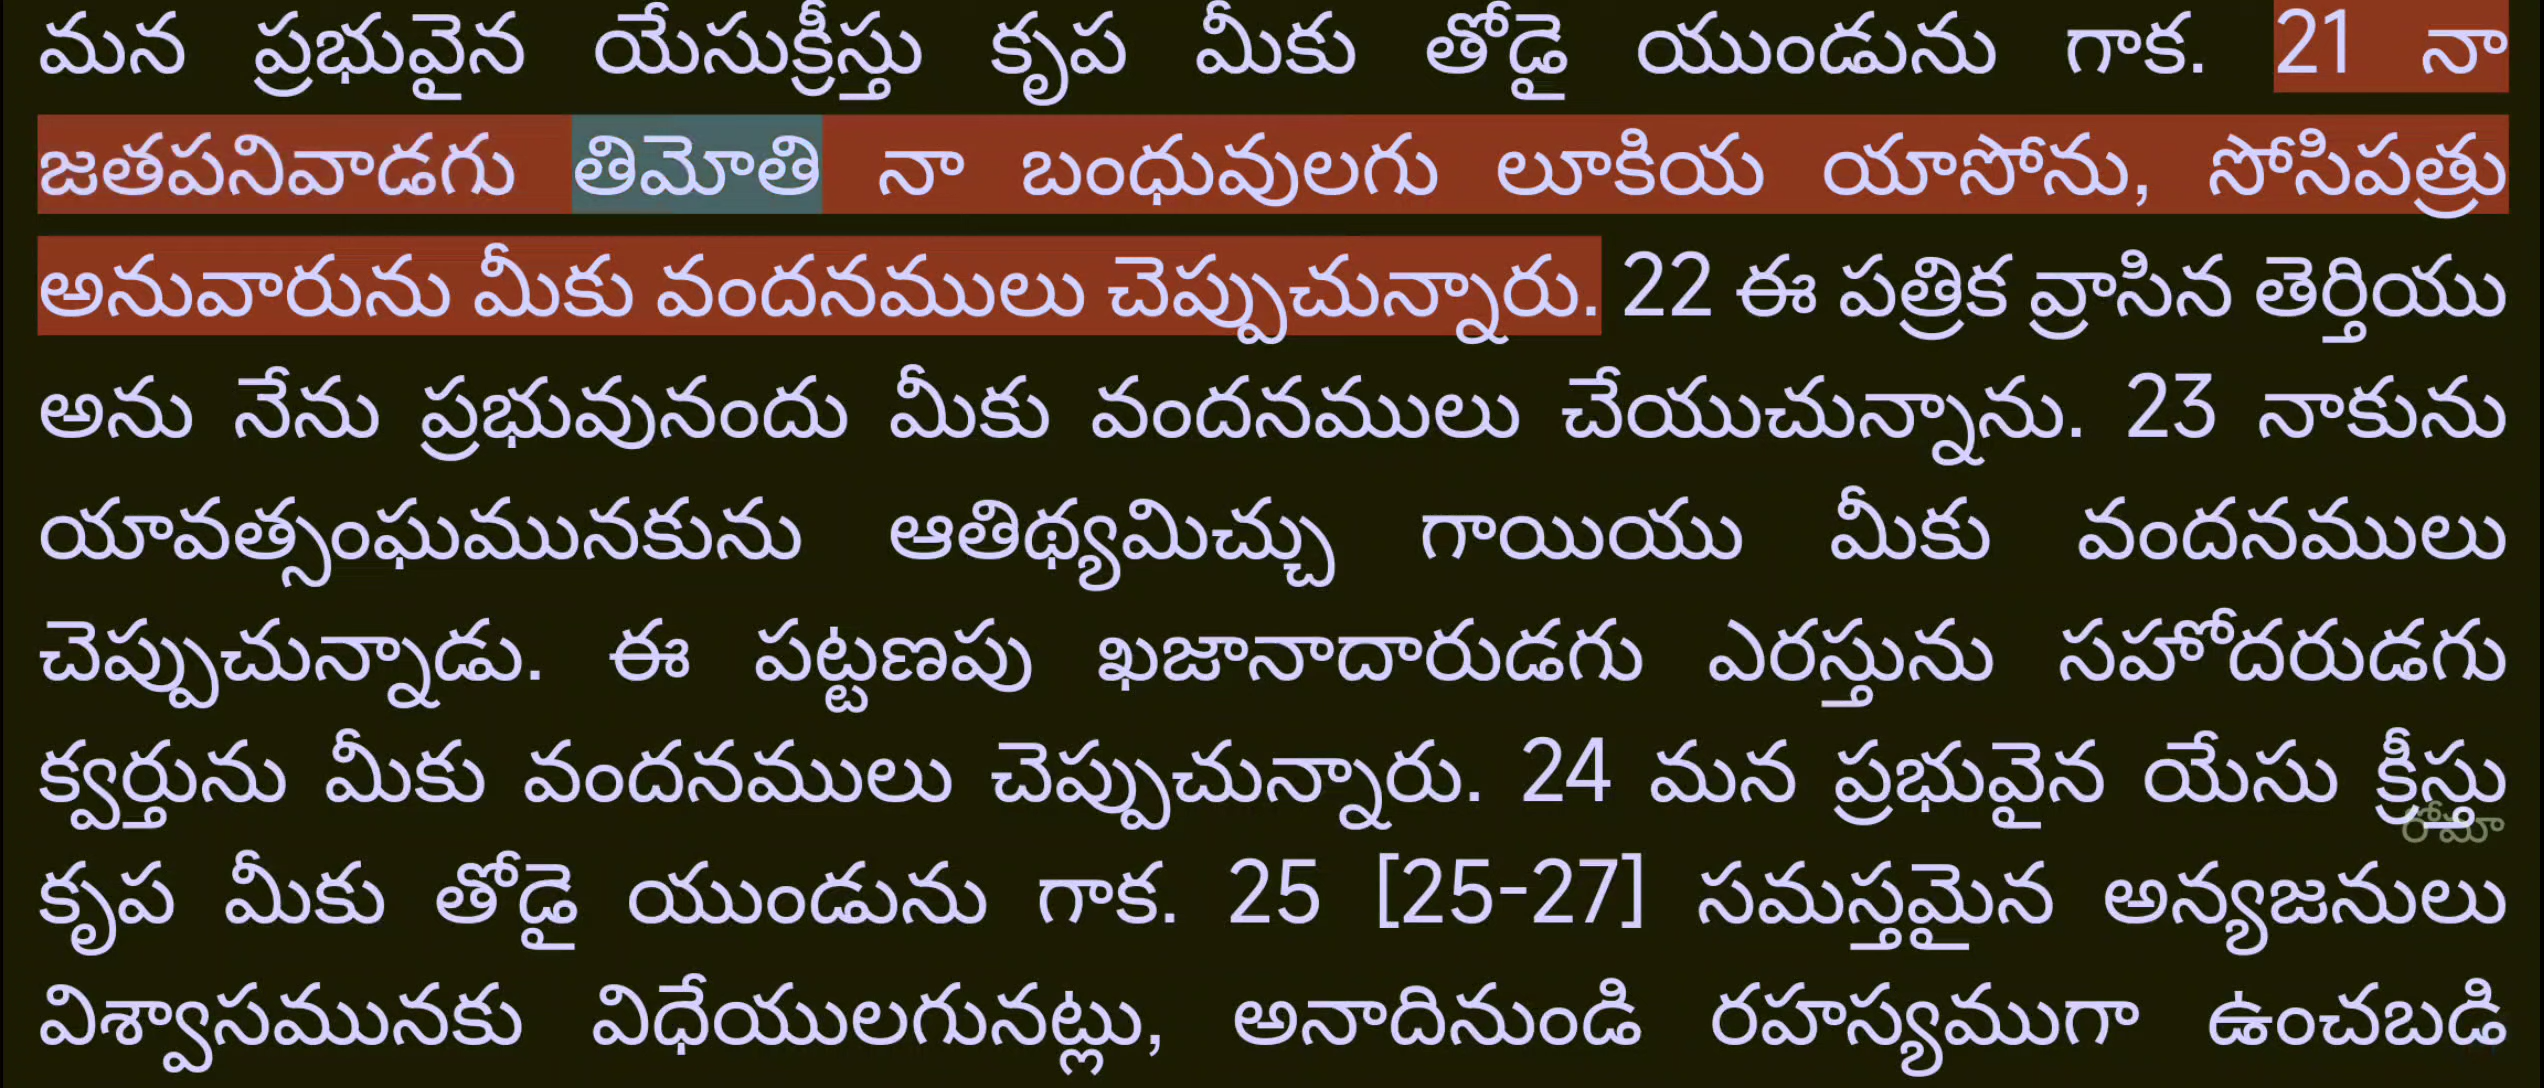 మన ప్రభువైన యేసుక్రీస్తు కృప మీకు తోడై యుండును గాక. 21 నా
జతపనివాడగు తిమోతి నా బంధువులగు లూకియ యాసోను, సోసిపత్రు
అనువారును మీకు వందనములు చెప్పుచున్నారు. 22 ఈ పత్రిక వ్రాసిన తెర్తియు
అను నేను ప్రభువునందు మీకు వందనములు చేయుచున్నాను. 23 నాకును
యావత్సంఘమునకును ఆతిథ్యమిచ్చు గాయియు మీకు వందనములు
చెప్పుచున్నాడు. ఈ పట్టణపు ఖజానాదారుడగు ఎరస్తును సహోదరుడగు
క్వర్తును మీకు వందనములు చెప్పుచున్నారు. 24 మన ప్రభువైన యేసు క్రీస్తు
రోమా
కృప మీకు తోడై యుండును గాక. 25 [25-27] సమస్తమైన అన్యజనులు
విశ్వాసమునకు విధేయులగునట్లు, అనాదినుండి రహస్యముగా ఉంచబడి